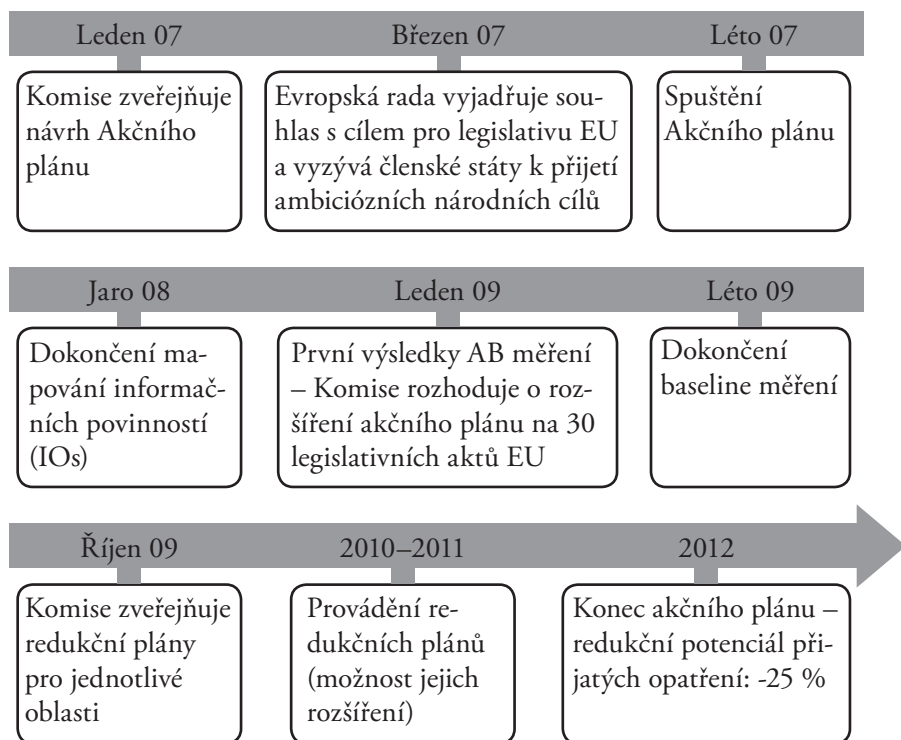 Leden 07
Březen 07
Léto 07
Komise zveřejňuje
návrh Akčního
plánu
Evropská rada vyjadřuje sou-
hlas s cílem pro legislativu EU
a vyzývá členské státy k přijetí
ambiciózních národních cílů
Spuštění
Akčního plánu
Jaro 08
Leden 09
Léto 09
Dokončení ma-
pování informač-
ních povinností
(IOs)
První výsledky AB měření
– Komise rozhoduje o roz-
šíření akčního plánu na 30
legislativních aktů EU
Dokončení
baseline měření
Říjen 09
2010–2011
2012
Komise zveřejňuje
redukční plány
pro jednotlivé
oblasti
Provádění re-
dukčních plánů
(možnost jejich
rozšíření)
Konec akčního plánu –
redukční potenciál při-
jatých opatření: -25 %